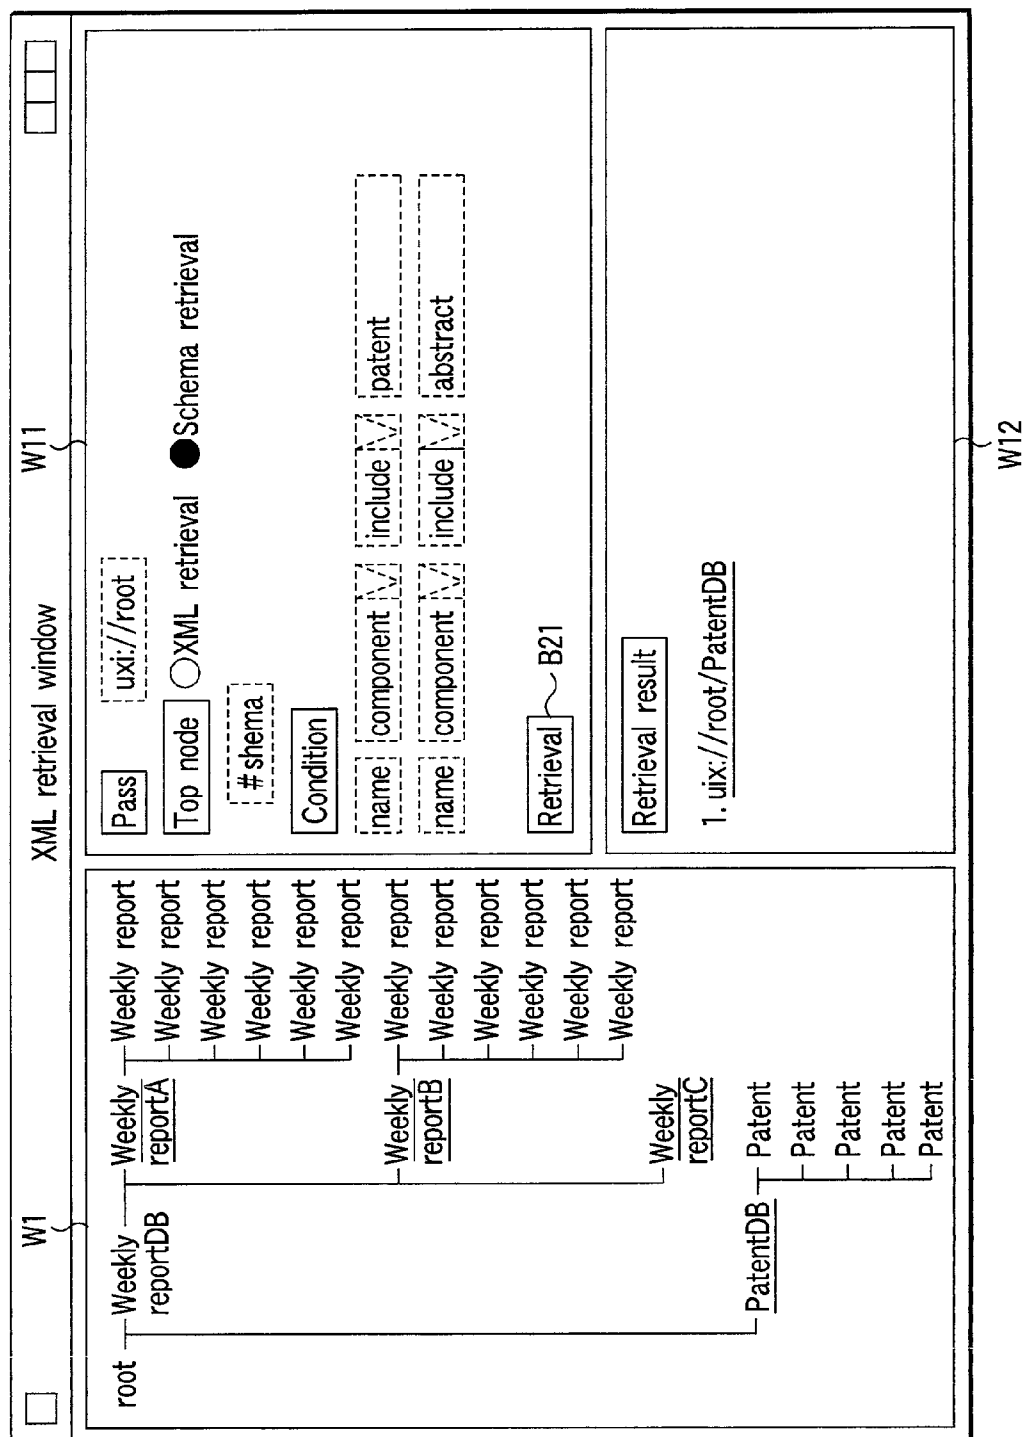 XML retrieval window
W1
W11
root
Weekly
reportDB
Weekly
reportA
Weekly report
Weekly report
Weekly report
Weekly report
Weekly report
Weekly report
Weekly
reportB
Weekly report
Weekly report
Weekly report
Weekly report
Weekly report
Weekly report
Weekly
reportC
PatentDB
Patent
Patent
Patent
Patent
Patent
Pass uxi://root
Top node XML retrieval Schema retrieval
#shema
Condition
name component include patent
name component include abstract
Retrieval B21
Retrieval result
1. uix://root/PatentDB
W12